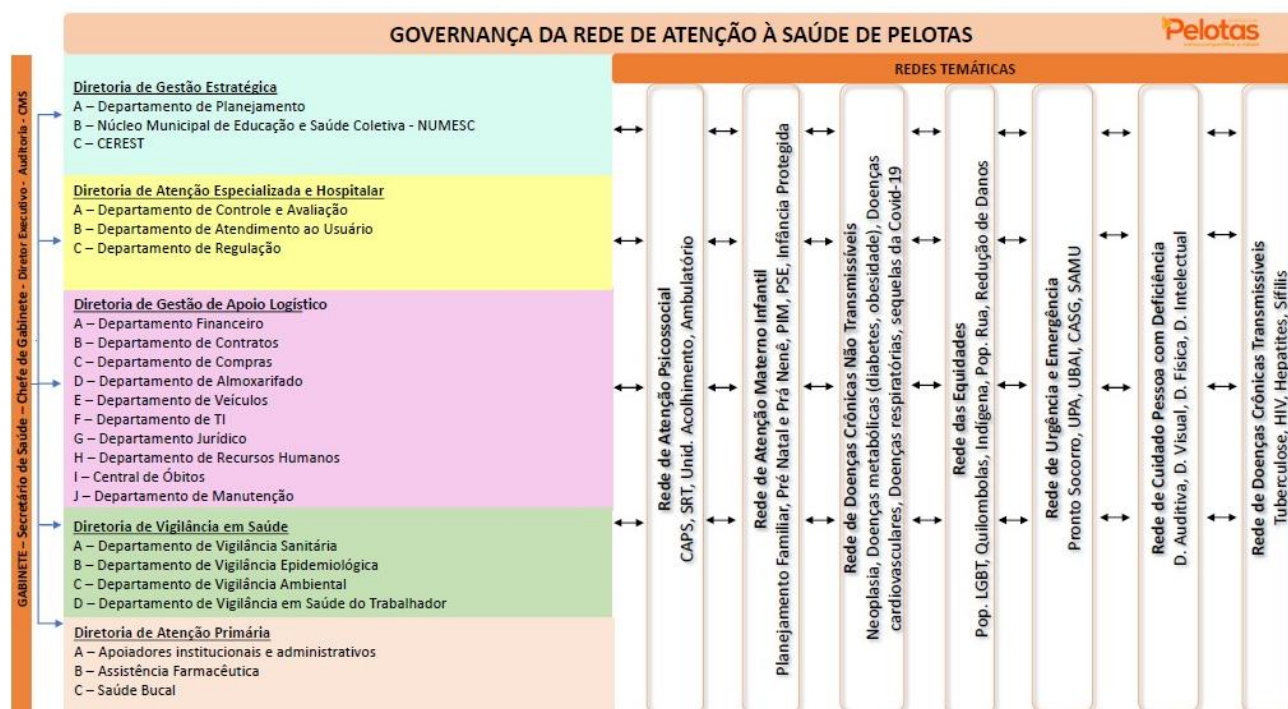 GOVERNANÇA DA REDE DE ATENÇÃO À SAÚDE DE PELOTAS
Pelotas
GABINETE – Secretário de Saúde – Chefe de Gabinete - Diretor Executivo - Auditoria - CMS
Diretoria de Gestão Estratégica
A – Departamento de Planejamento
B – Núcleo Municipal de Educação e Saúde Coletiva - NUMESC
C – CEREST
Diretoria de Atenção Especializada e Hospitalar
A – Departamento de Controle e Avaliação
B – Departamento de Atendimento ao Usuário
C – Departamento de Regulação
Diretoria de Gestão de Apoio Logístico
A – Departamento Financeiro
B – Departamento de Contratos
C – Departamento de Compras
D – Departamento de Almoxarifado
E – Departamento de Veículos
F – Departamento de TI
G – Departamento Jurídico
H – Departamento de Recursos Humanos
I – Central de Óbitos
J – Departamento de Manutenção
Diretoria de Vigilância em Saúde
A – Departamento de Vigilância Sanitária
B – Departamento de Vigilância Epidemiológica
C – Departamento de Vigilância Ambiental
D – Departamento de Vigilância em Saúde do Trabalhador
Diretoria de Atenção Primária
A – Apoiadores institucionais e administrativos
B – Assistência Farmacêutica
C – Saúde Bucal
REDES TEMÁTICAS
Rede de Atenção Psicossocial
CAPS, SRT, Unid. Acolhimento, Ambulatório
Rede de Atenção Materno Infantil
Planejamento Familiar, Pré Natal e Prá Nenê, PIM, PSE, Infância Protegida
Rede de Doenças Crônicas Não Transmissíveis
Neoplasia, Doenças metabólicas (diabetes, obesidade), Doenças
cardiovasculares, Doenças respiratórias, sequelas da Covid-19
Rede das Equidades
Pop. LGBT, Quilombolas, Indígena, Pop. Rua, Redução de Danos
Rede de Urgência e Emergência
Pronto Socorro, UPA, UBAI, CASG, SAMU
Rede de Cuidado Pessoa com Deficiência
D. Auditiva, D. Visual, D. Física, D. Intelectual
Rede de Doenças Crônicas Transmissíveis
Tuberculose, HIV, Hepatites, Sífilis